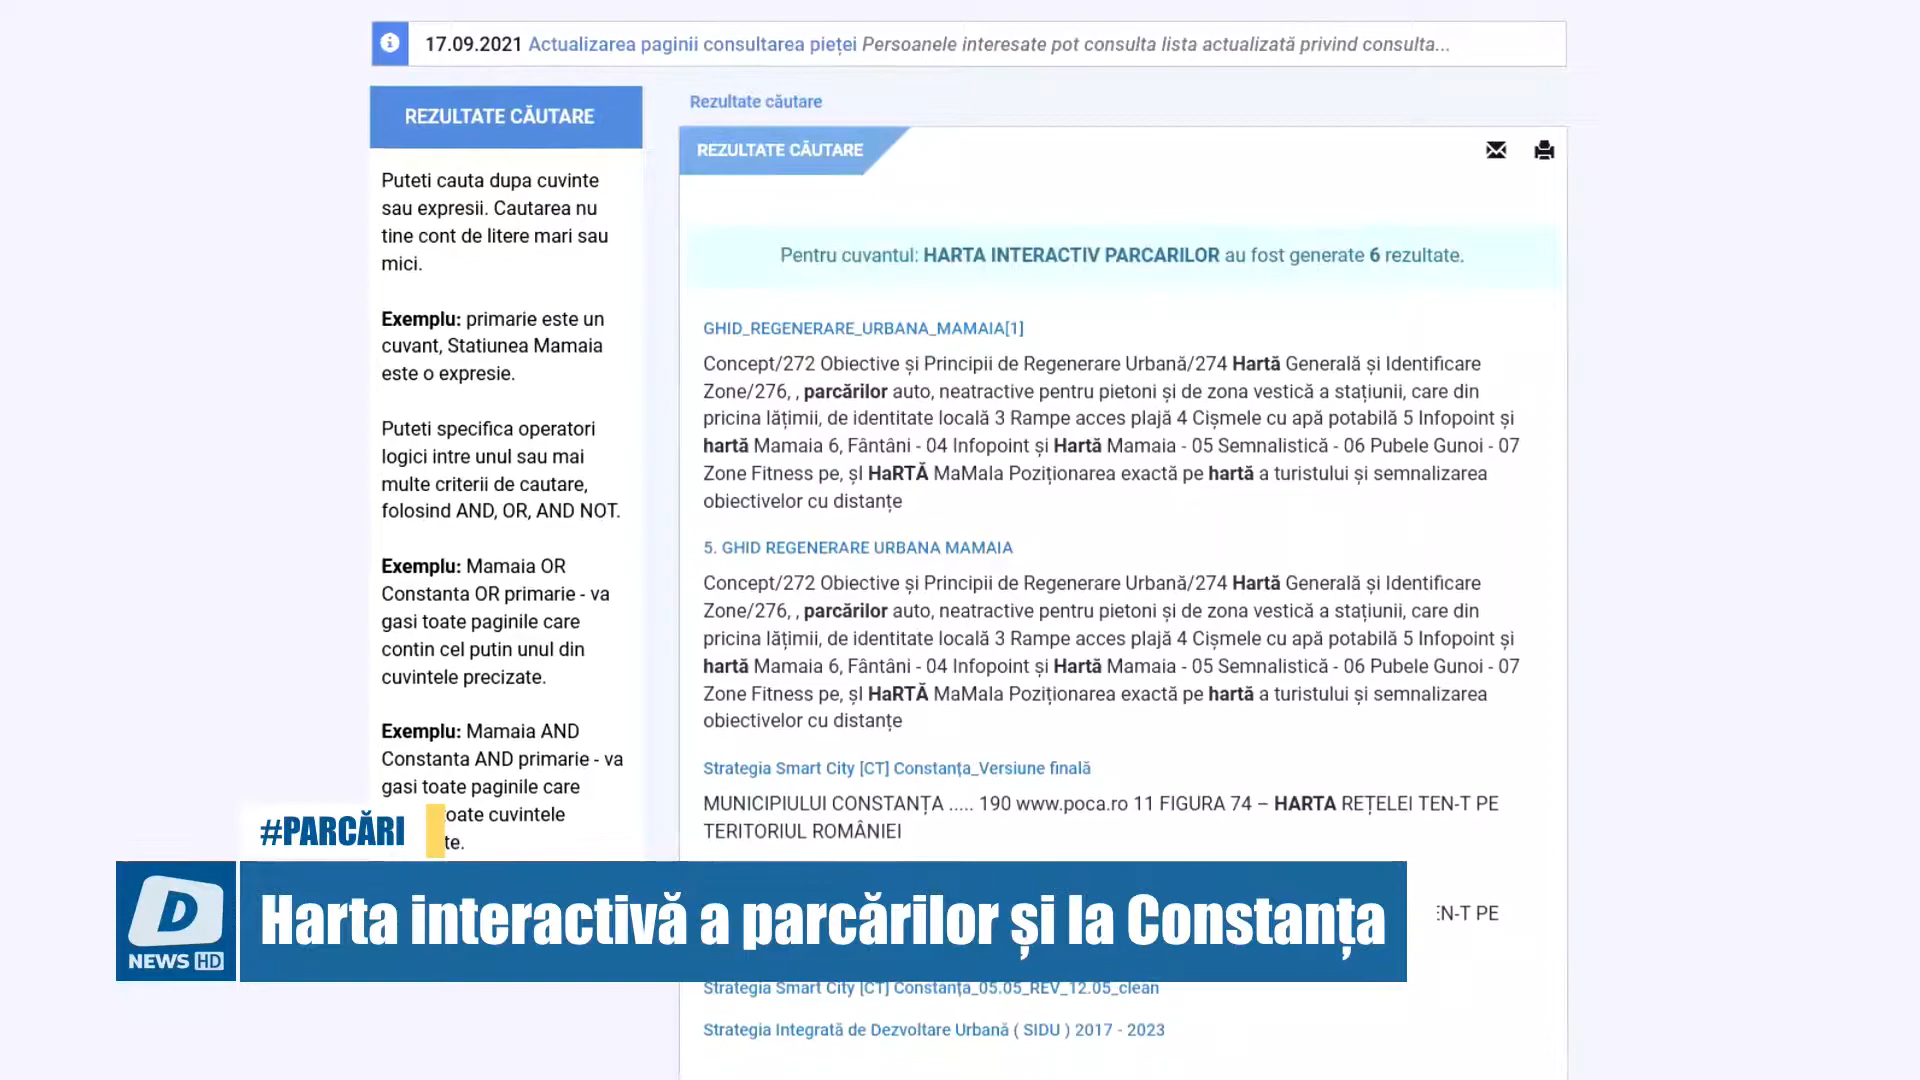 17.09.2021 Actualizarea paginii consultarea pieței Persoanele interesate pot consulta lista actualizată privind consulta...
REZULTATE CĂUTARE
Puteti cauta dupa cuvinte
sau expresii. Cautarea nu
tine cont de litere mari sau
mici.
Exemplu: primarie este un
cuvant, Statiunea Mamaia
este o expresie.
Puteti specifica operatori
logici intre unul sau mai
multe criterii de cautare,
folosind AND, OR, AND NOT.
Exemplu: Mamaia OR
Constanta OR primarie - va
gasi toate paginile care
contin cel putin unul din
cuvintele precizate.
Exemplu: Mamaia AND
Constanta AND primarie - va
gasi toate paginile care
oate cuvintele
te.
Rezultate căutare
REZULTATE CĂUTARE
Pentru cuvantul: HARTA INTERACTIV PARCARILOR au fost generate 6 rezultate.
GHID_REGENERARE_URBANA_MAMAIA[1]
Concept/272 Obiective și Principii de Regenerare Urbană/274 Hartă Generală și Identificare
Zone/276, , parcărilor auto, neatractive pentru pietoni și de zona vestică a stațiunii, care din
pricina lățimii, de identitate locală 3 Rampe acces plajă 4 Cișmele cu apă potabilă 5 Infopoint și
hartă Mamaia 6, Fântâni - 04 Infopoint și Hartă Mamaia - 05 Semnalistică - 06 Pubele Gunoi - 07
Zone Fitness pe, șI HaRTĂ MaMaIa Poziționarea exactă pe hartă a turistului și semnalizarea
obiectivelor cu distanțe
5. GHID REGENERARE URBANA MAMAIA
Concept/272 Obiective și Principii de Regenerare Urbană/274 Hartă Generală și Identificare
Zone/276, , parcărilor auto, neatractive pentru pietoni și de zona vestică a stațiunii, care din
pricina lățimii, de identitate locală 3 Rampe acces plajă 4 Cișmele cu apă potabilă 5 Infopoint și
hartă Mamaia 6, Fântâni - 04 Infopoint și Hartă Mamaia - 05 Semnalistică - 06 Pubele Gunoi - 07
Zone Fitness pe, șI HaRTĂ MaMaIa Poziționarea exactă pe hartă a turistului și semnalizarea
obiectivelor cu distanțe
Strategia Smart City [CT] Constanța_Versiune finală
MUNICIPIULUI CONSTANȚA ..... 190 www.poca.ro 11 FIGURA 74 – HARTA REȚELEI TEN-T PE
TERITORIUL ROMÂNIEI
EN-T PE
Strategia Smart City [CT] Constanța_05.05_REV_12.05_clean
Strategia Integrată de Dezvoltare Urbană ( SIDU ) 2017 - 2023
#PARCĂRI
D
NEWS HD
Harta interactivă a parcărilor și la Constanța